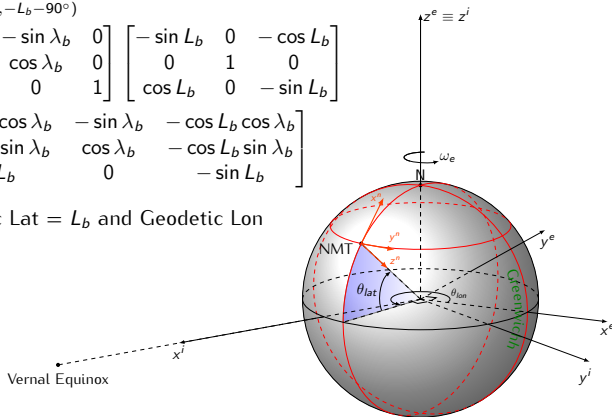 , −L_b −90°)
− sin λ_b 0
cos λ_b 0
0 1
− sin L_b 0 − cos L_b
0 1 0
cos L_b 0 − sin L_b
cos λ_b − sin λ_b − cos L_b cos λ_b
sin λ_b cos λ_b − cos L_b sin λ_b
0 − sin L_b
Lat = L_b and Geodetic Lon
z^e ≡ z^i
ω_e
N
x^n
y^n
z^n
NMT
θ_lat
θ_lon
Greenwich
y^e
x^e
y^i
x^i
Vernal Equinox